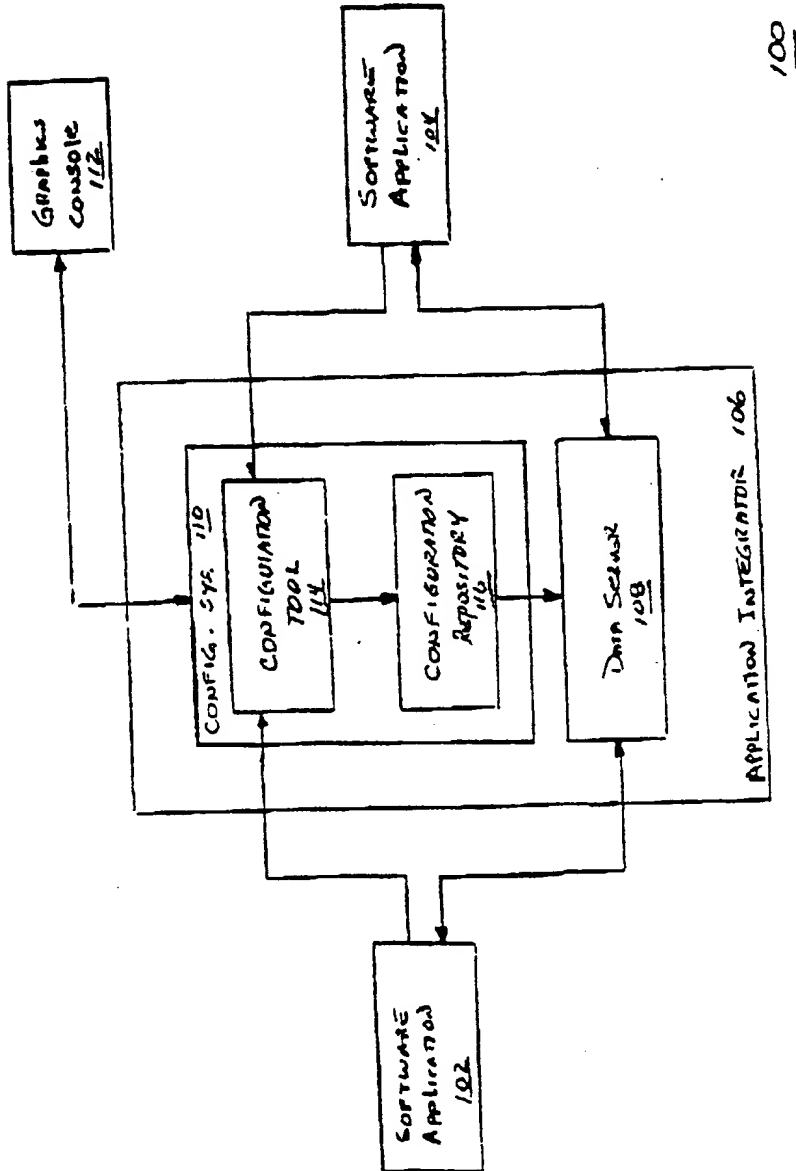 GRAPHICS
CONSOLE
112
SOFTWARE
APPLICATION
104
100
CONFIG. SYS. 110
CONFIGURATION
TOOL
114
CONFIGURATION
REPOSITORY
116
DATA SERVER
108
APPLICATION INTEGRATOR 106
SOFTWARE
APPLICATION
102